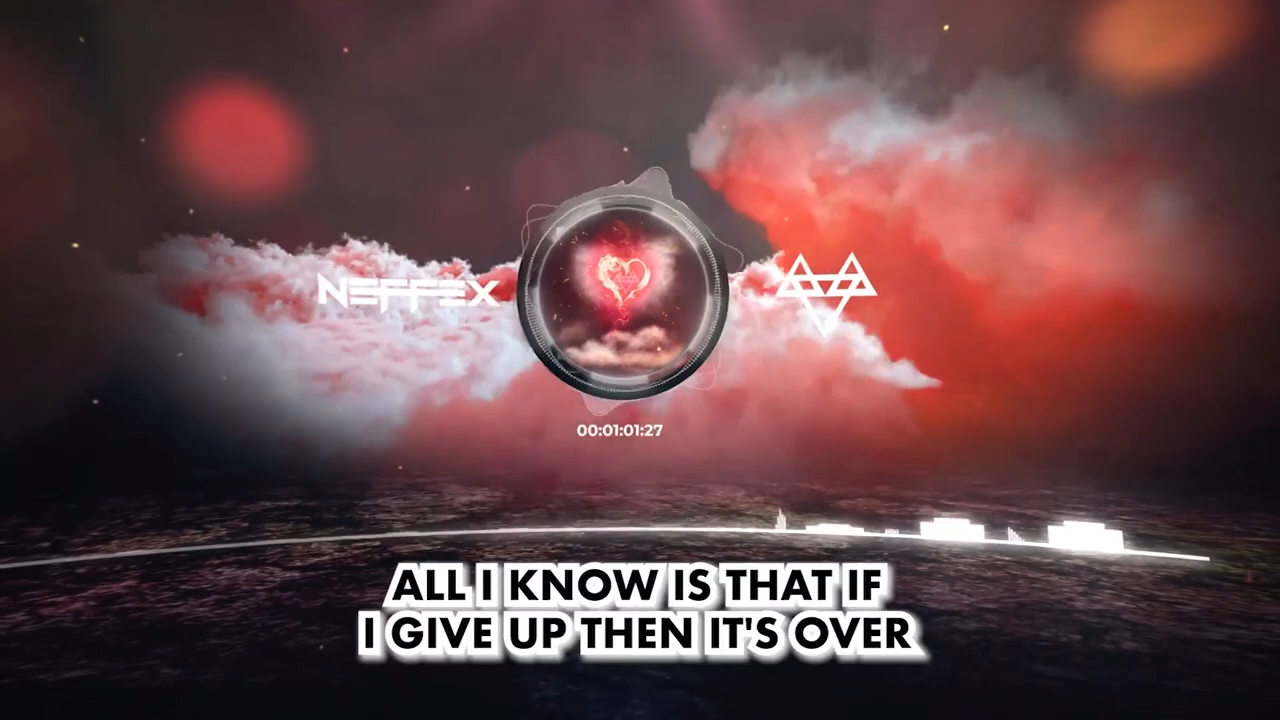 NEFFEX
00:01:01:27
ALL I KNOW IS THAT IF
I GIVE UP THEN IT'S OVER